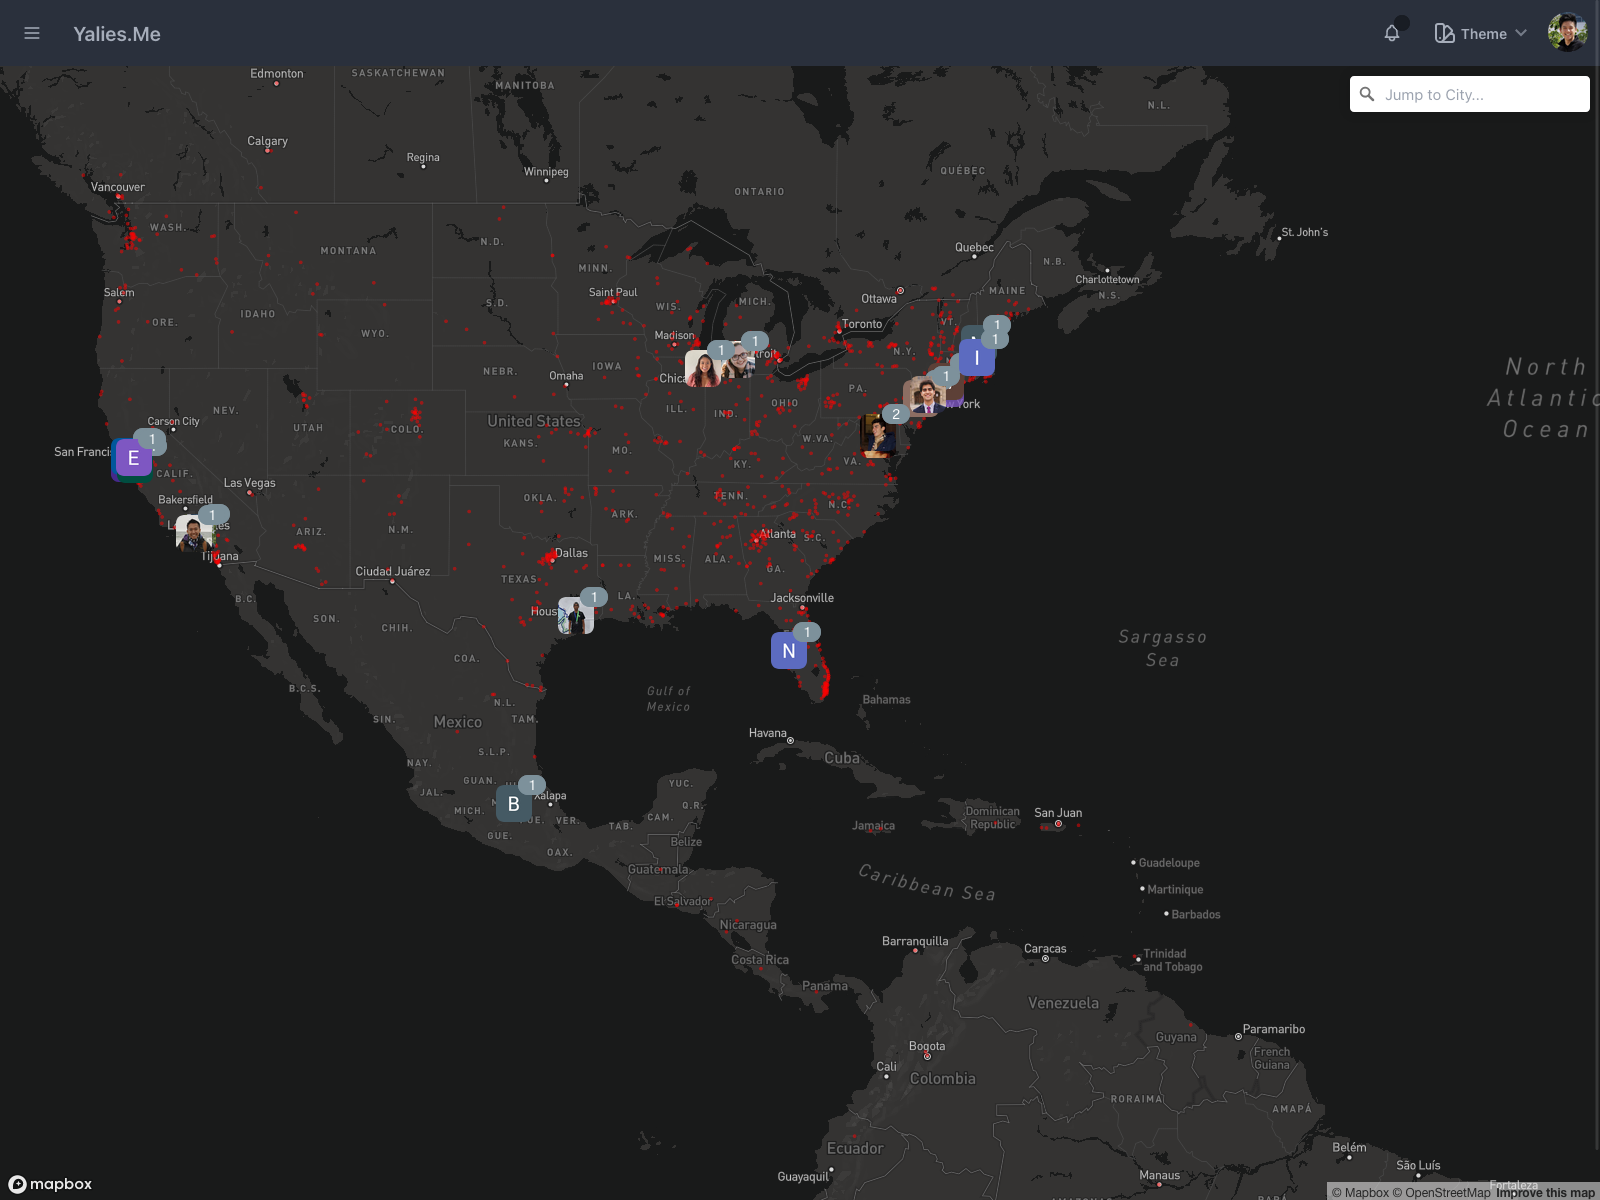 Yalies.Me
Theme
Jump to City...
Edmonton
SASKATCHEWAN
MANITOBA
N.L.
Calgary
Regina
Winnipeg
QUÉBEC
ONTARIO
Vancouver
WASH.
St. John's
N.D.
MONTANA
Quebec
N.B.
MINN.
Charlottetown
Salem
Saint Paul
MAINE
N.S.
Ottawa
S.D.
WIS.
MICH.
IDAHO
ORE.
Toronto
VT.
1
1
WYO.
Madison
N.Y.
1
1
troit
I
IOWA
North
Atlantic
Ocean
NEBR.
Omaha
Chica
PA.
1
OHIO
w York
NEV.
ILL.
IND.
2
Carson City
United States
UTAH
COLO.
KANS.
W.VA.
1
San Franci
E
MO.
KY.
VA.
CALIF.
Las Vegas
Bakersfield
OKLA.
TENN.
N.C.
1
L
es
ARK.
ARIZ.
N.M.
Atlanta
S.C.
Tijuana
Dallas
MISS.
ALA.
GA.
Ciudad Juárez
TEXAS
B.C.
1
LA.
Jacksonville
Hous
SON.
CHIH.
1
N
Sargasso
Sea
COA.
B.C.S.
Gulf of
Mexico
Bahamas
N.L.
SIN.
Mexico
TAM.
Havana
Cuba
S.L.P.
NAY.
GUAN.
1
YUC.
JAL.
B
Xalapa
Q.R.
MICH.
VER.
CAM.
Dominican
Republic
San Juan
Jamaica
TAB.
GUE.
Belize
OAX.
Guatemala
Guadeloupe
Caribbean Sea
Martinique
El Salvador
Barbados
Nicaragua
Barranquilla
Caracas
Costa Rica
Trinidad
and Tobago
Panama
Venezuela
Paramaribo
Guyana
Bogota
French
Guiana
Cali
Colombia
RORAIMA
AMAPÁ
Ecuador
Belém
Guayaquil
São Luís
Manaus
mapbox
Fortaleza
© Mapbox © OpenStreetMap Improve this map